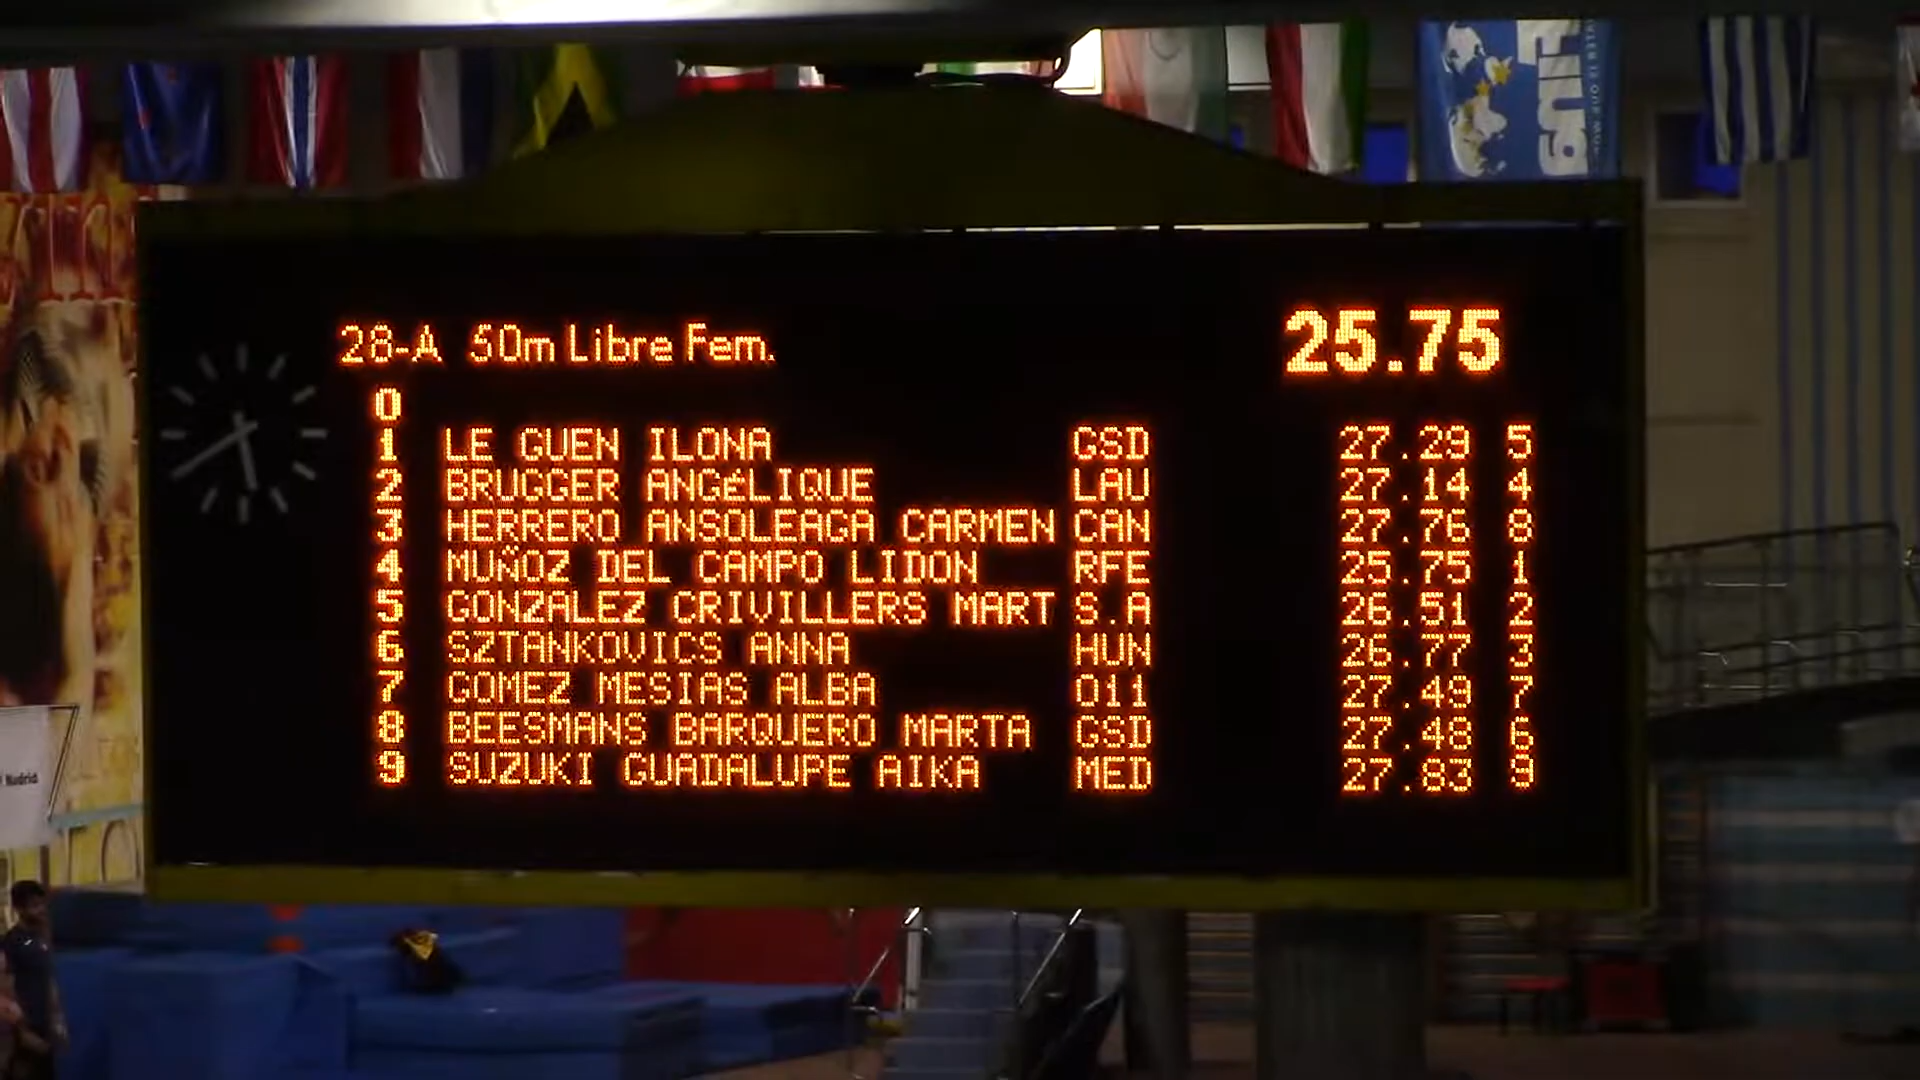 28-A 50m Libre Fem. 25.75
0
1 LE GUEN ILONA GSD 27.29 5
2 BRUGGER ANGÉLIQUE LAU 27.14 4
3 HERRERO ANSOLEAGA CARMEN CAN 27.76 8
4 MUÑOZ DEL CAMPO LIDON RFE 25.75 1
5 GONZALEZ CRIVILLERS MART S.A 26.51 2
6 SZTANKOVICS ANNA HUN 26.77 3
7 GOMEZ MESIAS ALBA O11 27.49 7
8 BEESMANS BARQUERO MARTA GSD 27.48 6
9 SUZUKI GUADALUPE AIKA MED 27.83 9
Madrid